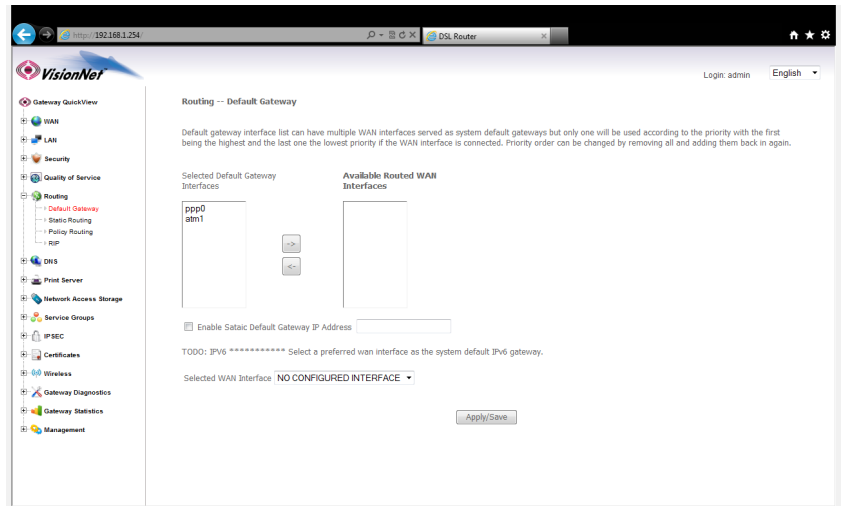 http://192.168.1.254/
DSL Router
VisionNet
Login: admin
English
Gateway QuickView
WAN
LAN
Security
Quality of Service
Routing
Default Gateway
Static Routing
Policy Routing
RIP
DNS
Print Server
Network Access Storage
Service Groups
IPSEC
Certificates
Wireless
Gateway Diagnostics
Gateway Statistics
Management
Routing -- Default Gateway
Default gateway interface list can have multiple WAN interfaces served as system default gateways but only one will be used according to the priority with the first
being the highest and the last one the lowest priority if the WAN interface is connected. Priority order can be changed by removing all and adding them back in again.
Selected Default Gateway
Interfaces
Available Routed WAN
Interfaces
ppp0
atm1
->
<-
Enable Sataic Default Gateway IP Address
TODO: IPV6 *********** Select a preferred wan interface as the system default IPv6 gateway.
Selected WAN Interface NO CONFIGURED INTERFACE
Apply/Save